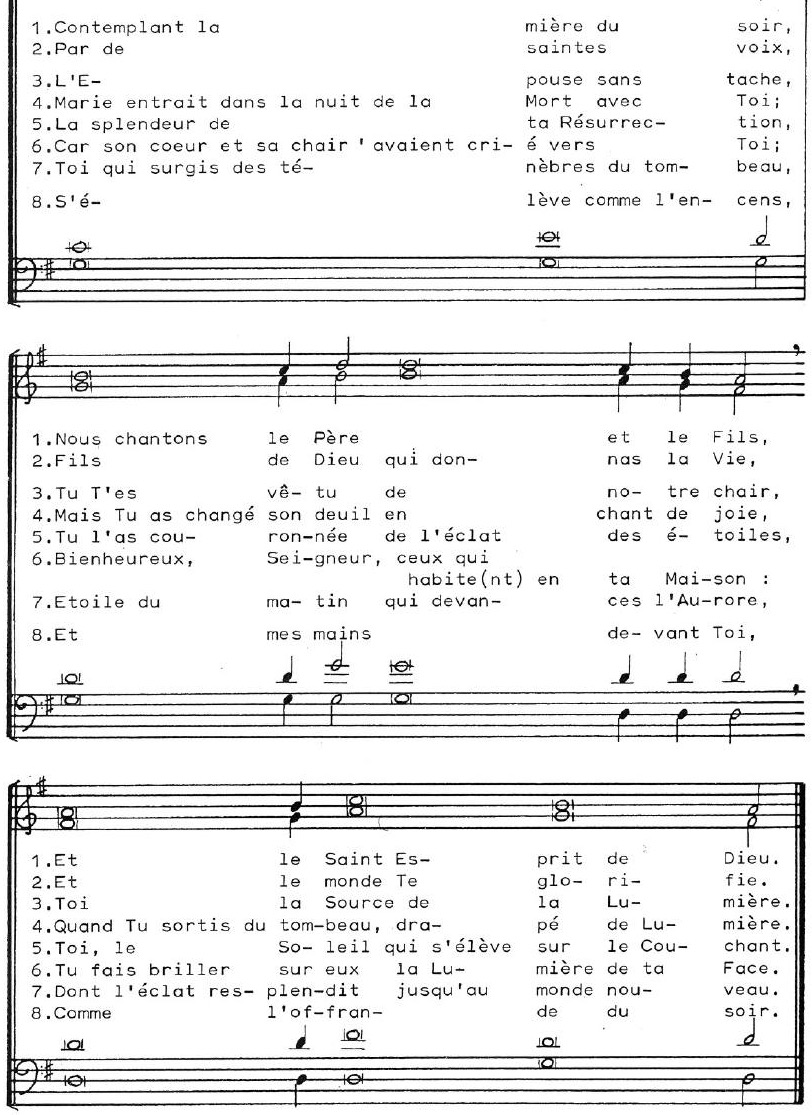 1.Contemplant la mière du soir,
2.Par de saintes voix,
3.L'E- pouse sans tache,
4.Marie entrait dans la nuit de la Mort avec Toi;
5.La splendeur de ta Résurrec- tion,
6.Car son coeur et sa chair 'avaient cri- é vers Toi;
7.Toi qui surgis des té- nèbres du tom- beau,
8.S'é- lève comme l'en- cens,
1.Nous chantons le Père et le Fils,
2.Fils de Dieu qui don- nas la Vie,
3.Tu T'es vê- tu de no- tre chair,
4.Mais Tu as changé son deuil en chant de joie,
5.Tu l'as cou- ron-née de l'éclat des é- toiles,
6.Bienheureux, Sei-gneur, ceux qui
habite(nt) en ta Mai-son :
7.Etoile du ma- tin qui devan- ces l'Au-rore,
8.Et mes mains de- vant Toi,
1.Et le Saint Es- prit de Dieu.
2.Et le monde Te glo- ri- fie.
3.Toi la Source de la Lu- mière.
4.Quand Tu sortis du tom-beau, dra- pé de Lu- mière.
5.Toi, le So- leil qui s'élève sur le Cou- chant.
6.Tu fais briller sur eux la Lu- mière de ta Face.
7.Dont l'éclat res- plen-dit jusqu'au monde nou- veau.
8.Comme l'of-fran- de du soir.